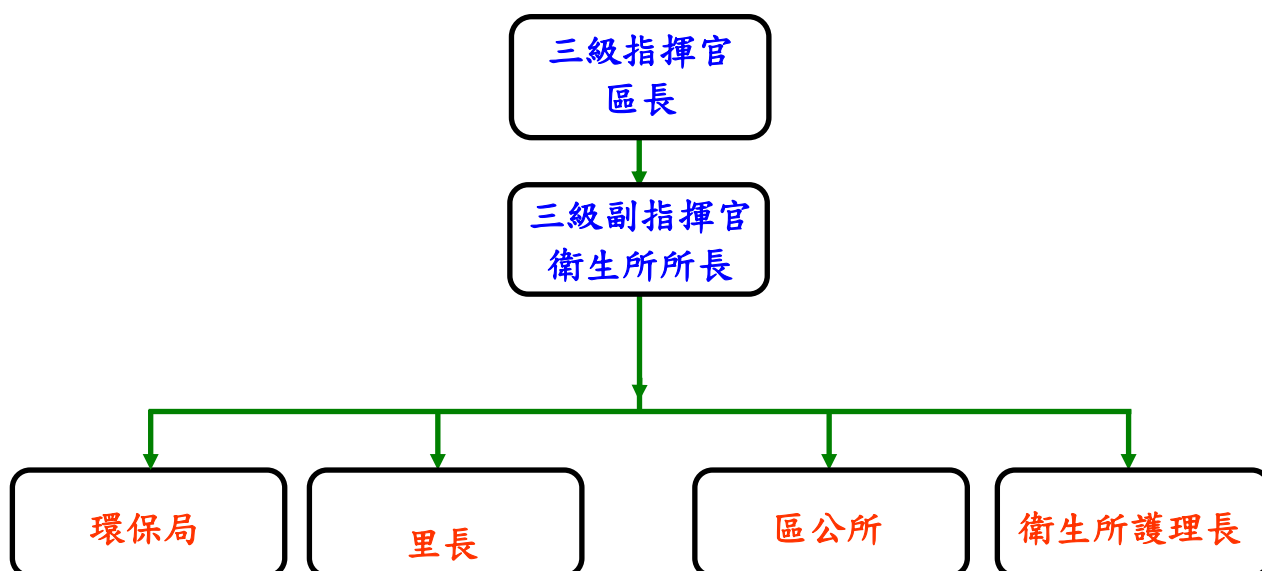 三級指揮官
區長
三級副指揮官
衛生所所長
環保局
里長
區公所
衛生所護理長